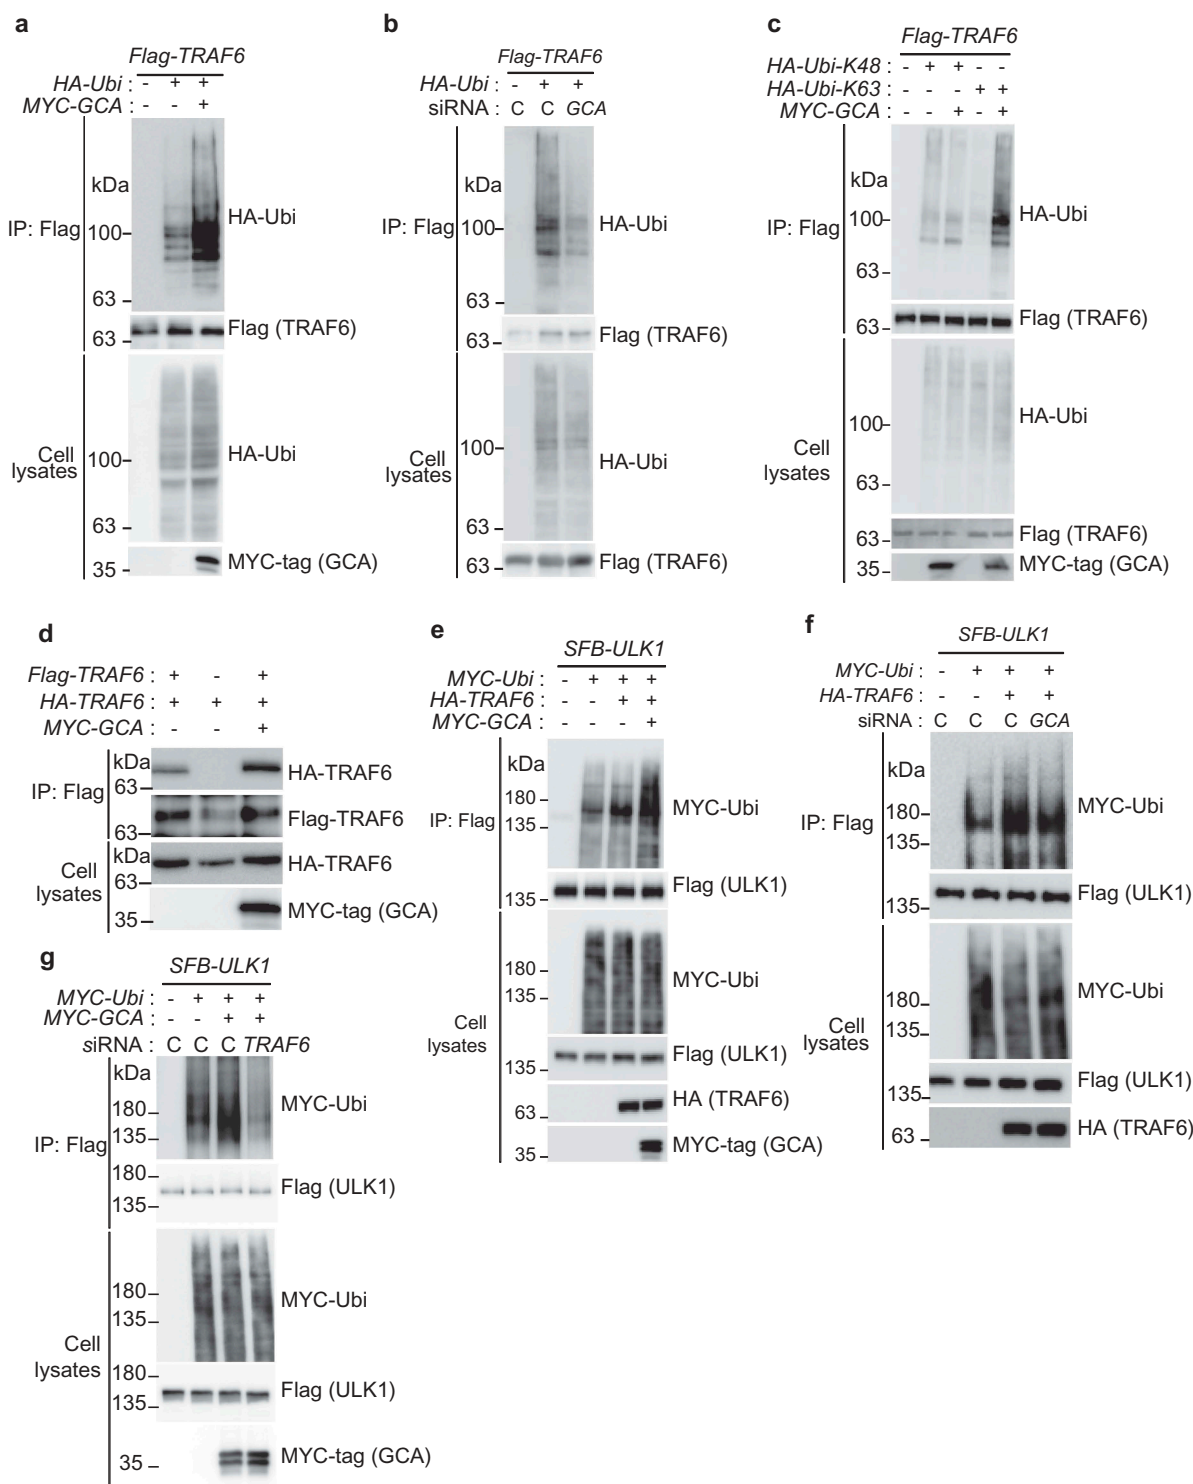 a
Flag-TRAF6
HA-Ubi : - + +
MYC-GCA : - - +
kDa
IP: Flag
HA-Ubi
100
63
63
Flag (TRAF6)
Cell
lysates
HA-Ubi
100
63
35
MYC-tag (GCA)
b
Flag-TRAF6
HA-Ubi : - + +
siRNA : C C GCA
kDa
IP: Flag
HA-Ubi
100
63
63
Flag (TRAF6)
Cell
lysates
HA-Ubi
100
63
63
Flag (TRAF6)
c
Flag-TRAF6
HA-Ubi-K48 : - + + - -
HA-Ubi-K63 : - - - + +
MYC-GCA : - - + - +
kDa
IP: Flag
HA-Ubi
100
63
63
Flag (TRAF6)
Cell
lysates
HA-Ubi
100
63
63
Flag (TRAF6)
35
MYC-tag (GCA)
d
Flag-TRAF6 : + - +
HA-TRAF6 : + + +
MYC-GCA : - - +
kDa
IP: Flag
63
HA-TRAF6
63
Flag-TRAF6
Cell
lysates
kDa
63
HA-TRAF6
35
MYC-tag (GCA)
e
SFB-ULK1
MYC-Ubi : - + + +
HA-TRAF6 : - - + +
MYC-GCA : - - - +
kDa
IP: Flag
180
135
MYC-Ubi
135
Flag (ULK1)
Cell
lysates
180
135
MYC-Ubi
135
Flag (ULK1)
63
HA (TRAF6)
35
MYC-tag (GCA)
f
SFB-ULK1
MYC-Ubi : - + + +
HA-TRAF6 : - - + +
siRNA : C C C GCA
kDa
IP: Flag
180
135
MYC-Ubi
135
Flag (ULK1)
Cell
lysates
180
135
MYC-Ubi
135
Flag (ULK1)
63
HA (TRAF6)
g
SFB-ULK1
MYC-Ubi : - + + +
MYC-GCA : - - + +
siRNA : C C C TRAF6
kDa
IP: Flag
180
135
MYC-Ubi
180
135
Flag (ULK1)
Cell
lysates
180
135
MYC-Ubi
180
135
Flag (ULK1)
35
MYC-tag (GCA)